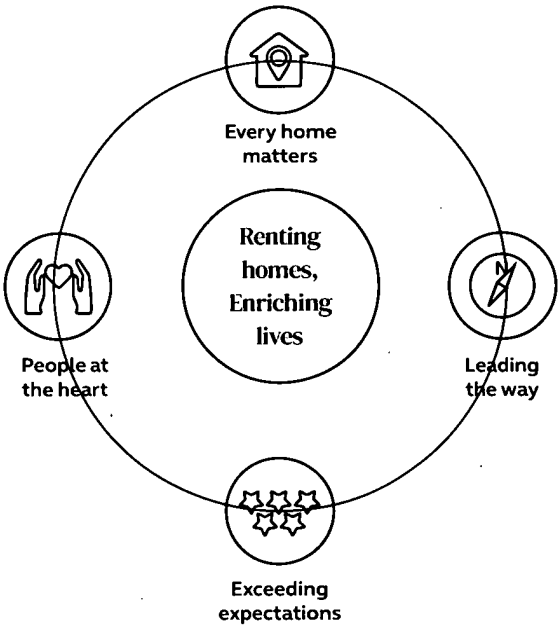 Every home
matters
Renting
homes,
Enriching
lives
N
People at
the heart
Leading
the way
Exceeding
expectations